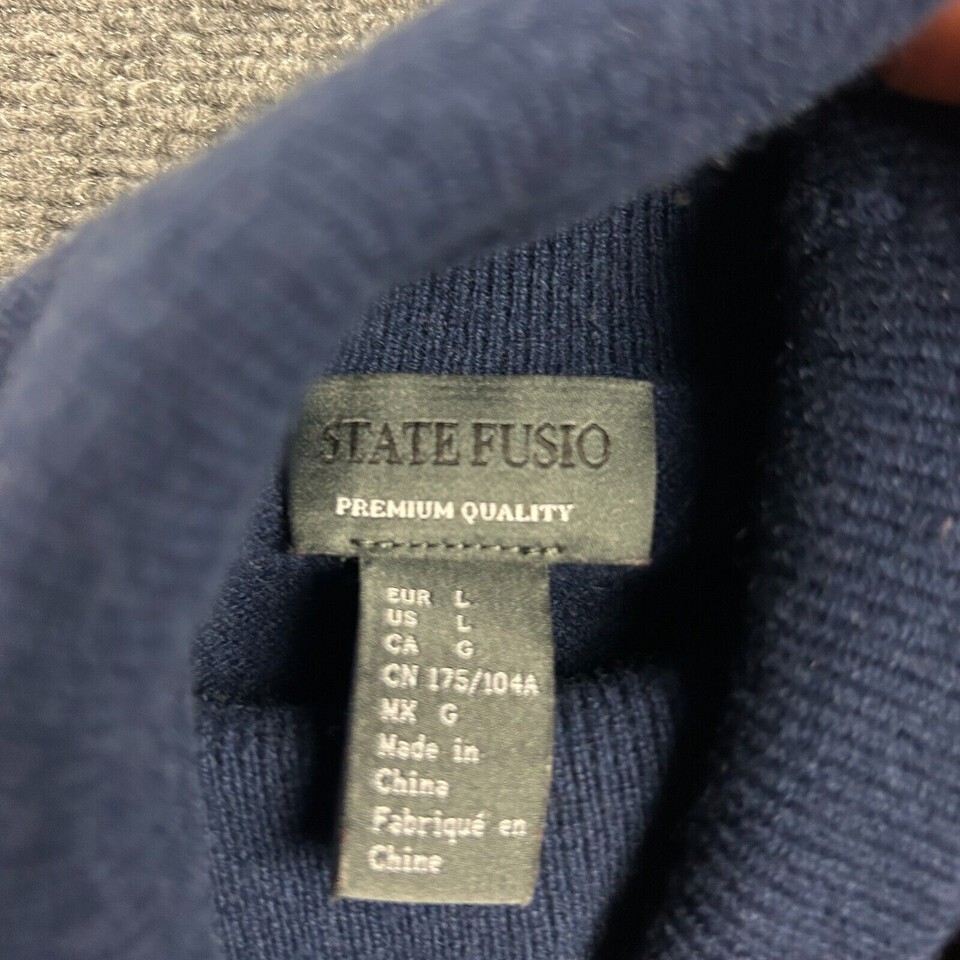 STATE FUSIO
PREMIUM QUALITY
EUR L
US L
CA G
CN 175/104A
MX G
Made in
China
Fabriqué en
Chine